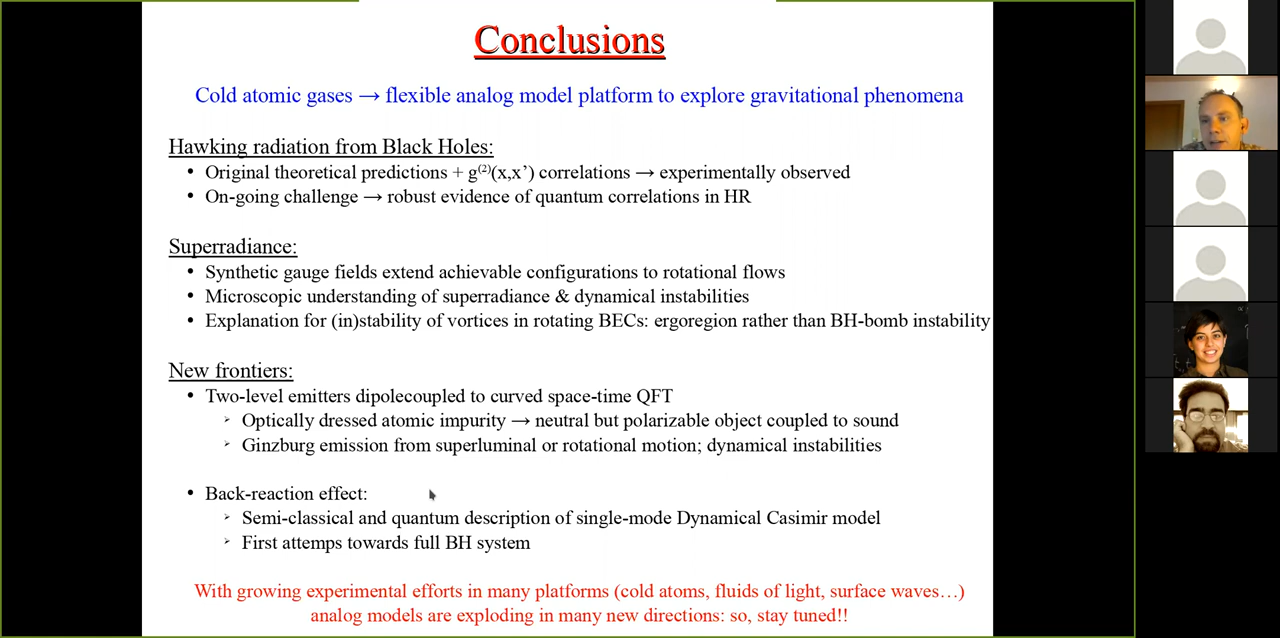 Conclusions
Cold atomic gases → flexible analog model platform to explore gravitational phenomena
Hawking radiation from Black Holes:
• Original theoretical predictions + g⁽²⁾(x,x’) correlations → experimentally observed
• On-going challenge → robust evidence of quantum correlations in HR
Superradiance:
• Synthetic gauge fields extend achievable configurations to rotational flows
• Microscopic understanding of superradiance & dynamical instabilities
• Explanation for (in)stability of vortices in rotating BECs: ergoregion rather than BH-bomb instability
New frontiers:
• Two-level emitters dipolecoupled to curved space-time QFT
➢ Optically dressed atomic impurity → neutral but polarizable object coupled to sound
➢ Ginzburg emission from superluminal or rotational motion; dynamical instabilities
• Back-reaction effect:
➢ Semi-classical and quantum description of single-mode Dynamical Casimir model
➢ First attemps towards full BH system
With growing experimental efforts in many platforms (cold atoms, fluids of light, surface waves…)
analog models are exploding in many new directions: so, stay tuned!!